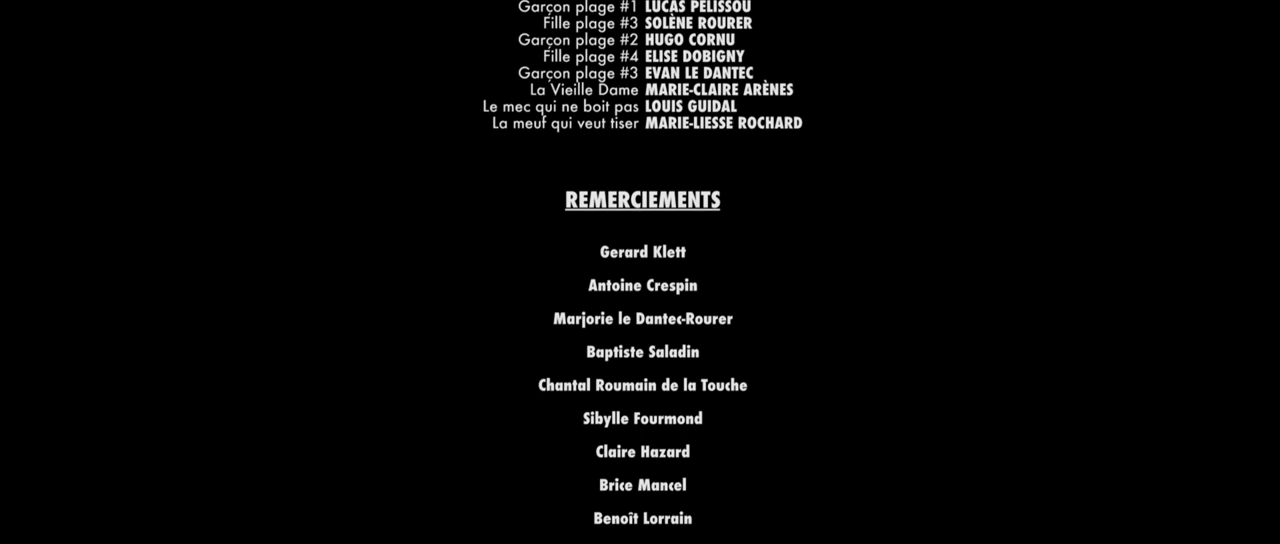 Garçon plage #1 LUCAS PELISSOU
Fille plage #3 SOLÈNE ROURER
Garçon plage #2 HUGO CORNU
Fille plage #4 ELISE DOBIGNY
Garçon plage #3 EVAN LE DANTEC
La Vieille Dame MARIE-CLAIRE ARÈNES
Le mec qui ne boit pas LOUIS GUIDAL
La meuf qui veut tiser MARIE-LIESSE ROCHARD
REMERCIEMENTS
Gerard Klett
Antoine Crespin
Marjorie le Dantec-Rourer
Baptiste Saladin
Chantal Roumain de la Touche
Sibylle Fourmond
Claire Hazard
Brice Mancel
Benoît Lorrain